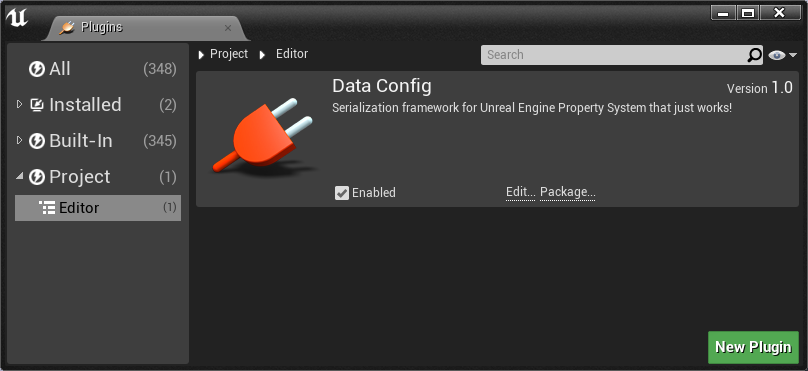 Plugins
All (348)
Installed (2)
Built-In (345)
Project (1)
Editor (1)
Project Editor
Search
Data Config
Version 1.0
Serialization framework for Unreal Engine Property System that just works!
Enabled
Edit... Package...
New Plugin